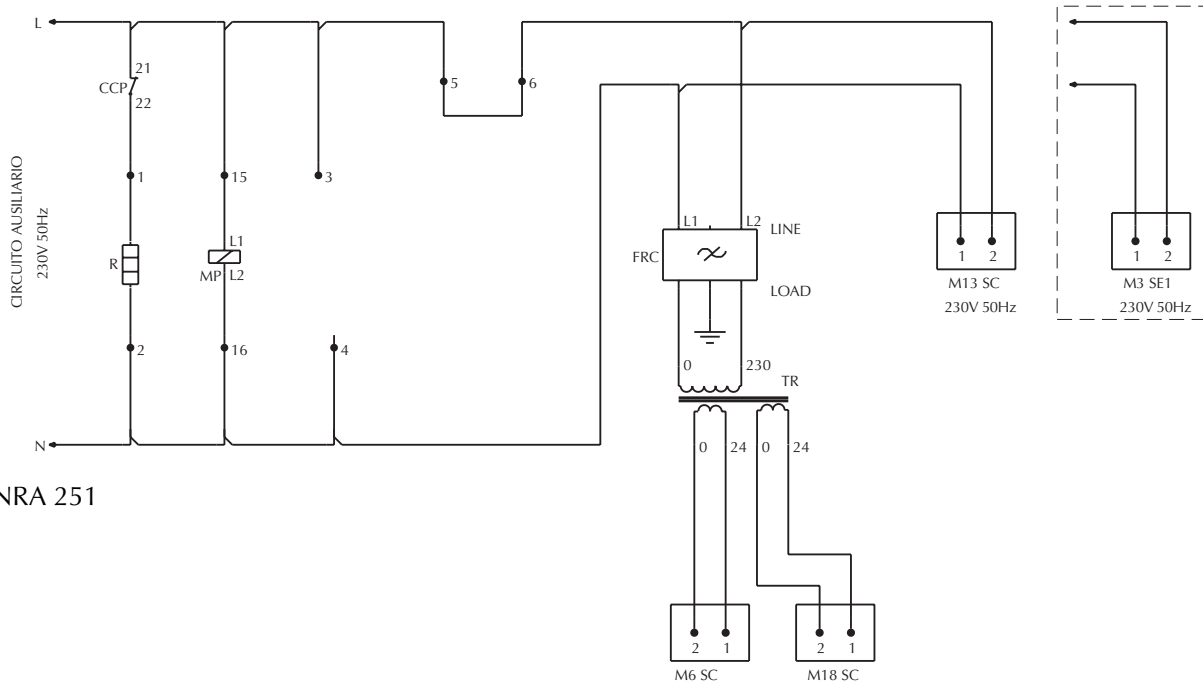 L
21
CCP
22
5
6
1
15
3
CIRCUITO AUSILIARIO
230V 50Hz
L1
L2
LINE
FRC
LOAD
L1
R
MP
L2
1
2
M13 SC
230V 50Hz
1
2
M3 SE1
230V 50Hz
2
16
4
0
230
TR
N
0
24
0
24
NRA 251
2
1
M6 SC
2
1
M18 SC